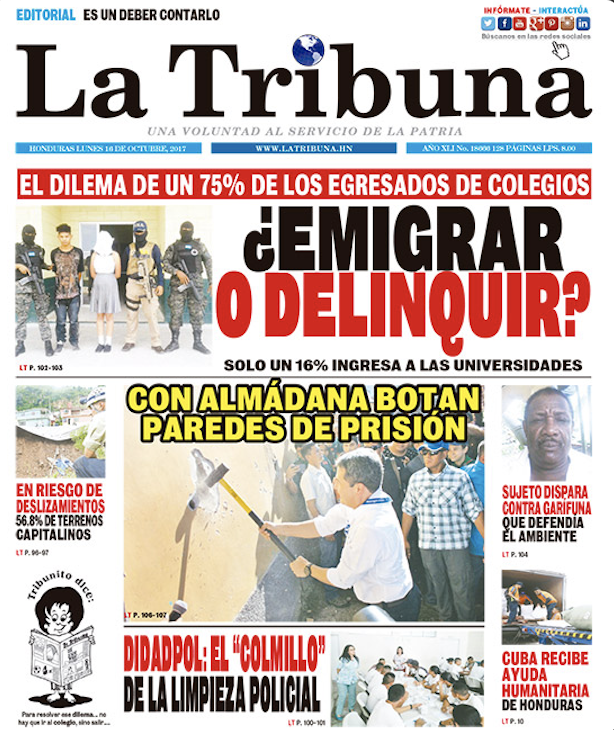 EDITORIAL ES UN DEBER CONTARLO
INFÓRMATE - INTERACTÚA
Búscanos en las redes sociales
La Tribuna
UNA VOLUNTAD AL SERVICIO DE LA PATRIA
HONDURAS LUNES 16 DE OCTUBRE, 2017
WWW.LATRIBUNA.HN
AÑO XLI No. 18666 128 PÁGINAS LPS. 8.00
EL DILEMA DE UN 75% DE LOS EGRESADOS DE COLEGIOS
¿EMIGRAR
O DELINQUIR?
LT P. 102-103
SOLO UN 16% INGRESA A LAS UNIVERSIDADES
EN RIESGO DE
DESLIZAMIENTOS
56.8% DE TERRENOS
CAPITALINOS
LT P. 96-97
CON ALMÁDANA BOTAN
PAREDES DE PRISIÓN
LT P. 106-107
SUJETO DISPARA
CONTRA GARIFUNA
QUE DEFENDÍA
EL AMBIENTE
LT P. 104
Tribunito dice:
Para resolver ese dilema... no
hay que ir al colegio, sino salir....
DIDADPOL: EL "COLMILLO"
DE LA LIMPIEZA POLICIAL
LT P. 100-101
CUBA RECIBE
AYUDA
HUMANITARIA
DE HONDURAS
LT P. 10